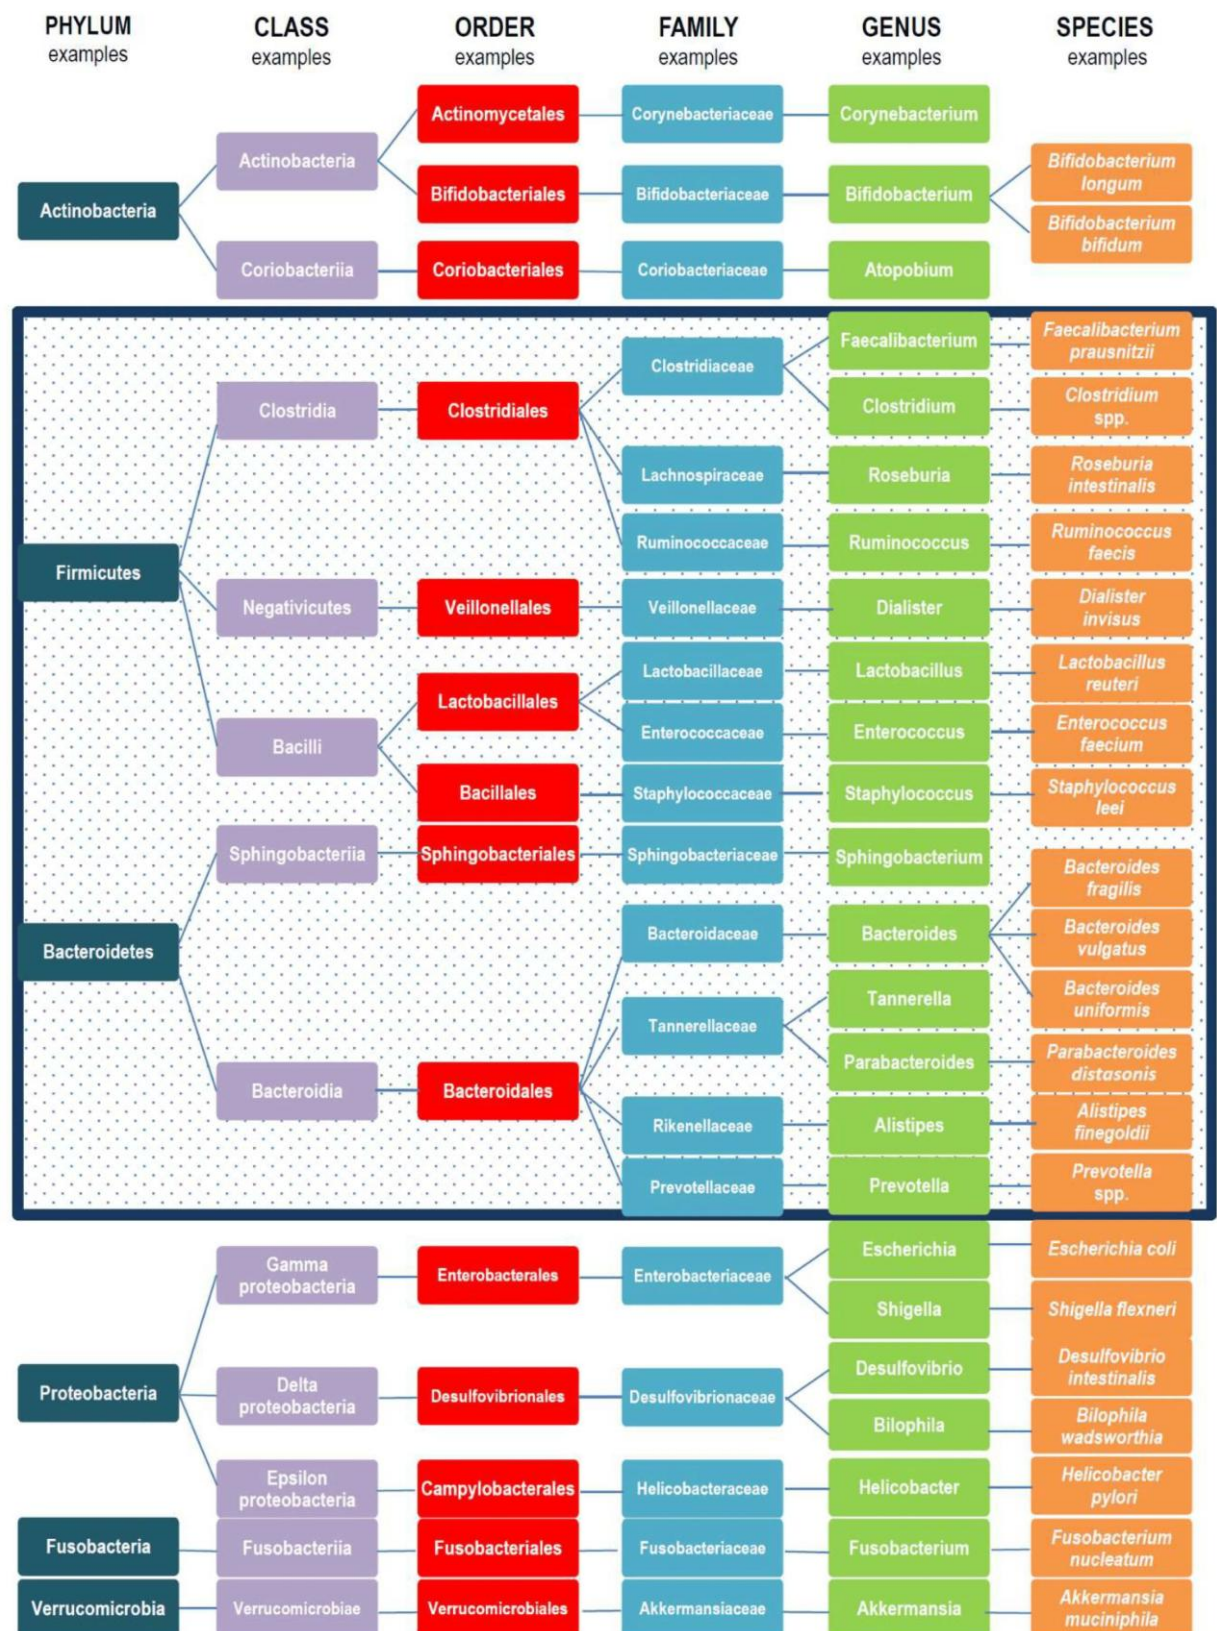 PHYLUM CLASS ORDER FAMILY GENUS SPECIES
examples examples examples examples examples examples
Actinomycetales Corynebacteriaceae Corynebacterium
Actinobacteria
Bifidobacterium
longum
Bifidobacteriales Bifidobacteriaceae Bifidobacterium
Actinobacteria
Bifidobacterium
bifidum
Coriobacteriia Coriobacteriales Coriobacteriaceae Atopobium
Faecalibacterium
Faecalibacterium
prausnitzii
Clostridiaceae
Clostridia Clostridiales
Clostridium
Clostridium
spp.
Lachnospiraceae Roseburia
Roseburia
intestinalis
Ruminococcaceae Ruminococcus
Ruminococcus
faecis
Firmicutes
Negativicutes Veillonellales Veillonellaceae Dialister
Dialister
invisus
Lactobacillaceae Lactobacillus
Lactobacillus
reuteri
Lactobacillales
Enterococcaceae Enterococcus
Enterococcus
faecium
Bacilli
Bacillales Staphylococcaceae Staphylococcus
Staphylococcus
leei
Sphingobacteriia Sphingobacteriales Sphingobacteriaceae Sphingobacterium
Bacteroides
fragilis
Bacteroidaceae Bacteroides
Bacteroides
vulgatus
Bacteroidetes
Bacteroides
uniformis
Tannerella
Tannerellaceae
Parabacteroides
Parabacteroides
distasonis
Bacteroidia Bacteroidales
Rikenellaceae Alistipes
Alistipes
finegoldii
Prevotellaceae Prevotella
Prevotella
spp.
Escherichia Escherichia coli
Gamma
proteobacteria
Enterobacterales Enterobacteriaceae
Shigella Shigella flexneri
Desulfovibrio
Desulfovibrio
intestinalis
Proteobacteria
Delta
proteobacteria
Desulfovibrionales Desulfovibrionaceae
Bilophila
Bilophila
wadsworthia
Epsilon
proteobacteria
Campylobacterales Helicobacteraceae Helicobacter
Helicobacter
pylori
Fusobacteria Fusobacteriia Fusobacteriales Fusobacteriaceae Fusobacterium
Fusobacterium
nucleatum
Verrucomicrobia Verrucomicrobiae Verrucomicrobiales Akkermansiaceae Akkermansia
Akkermansia
muciniphila